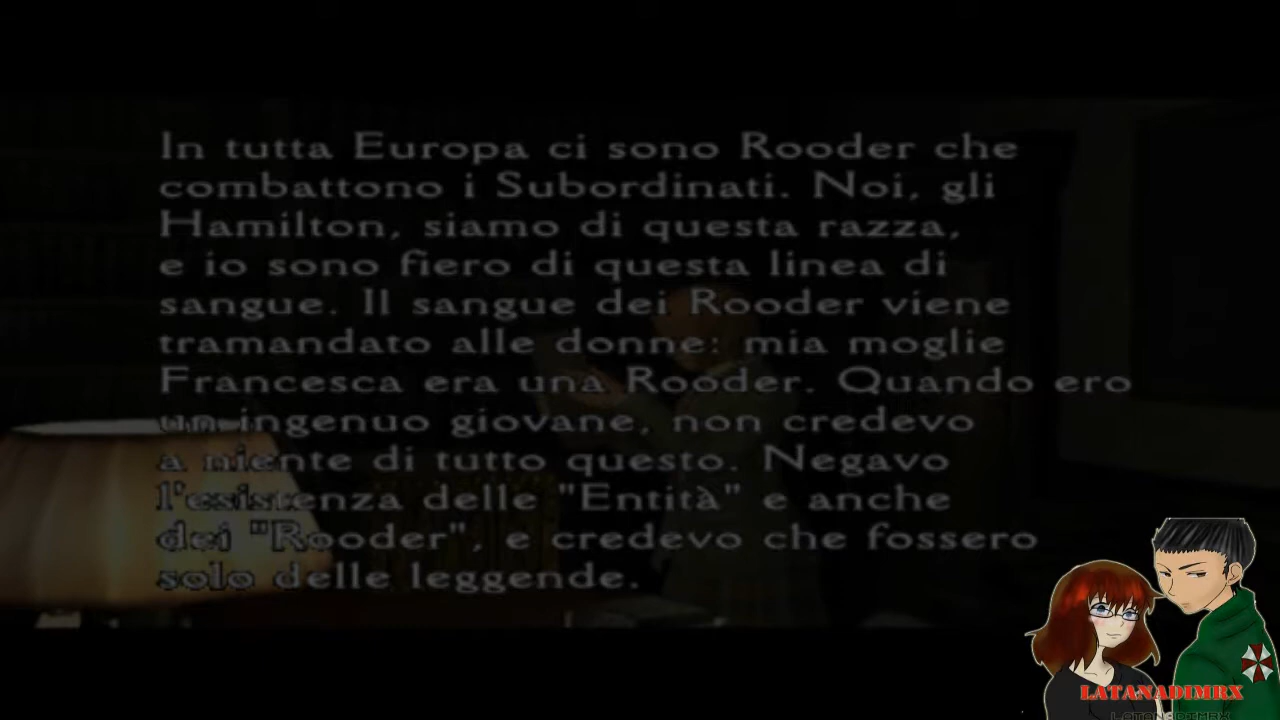 In tutta Europa ci sono Rooder che
combattono i Subordinati. Noi, gli
Hamilton, siamo di questa razza,
e io sono fiero di questa linea di
sangue. Il sangue dei Rooder viene
tramandato alle donne: mia moglie
Francesca era una Rooder. Quando ero
un ingenuo giovane, non credevo
a niente di tutto questo. Negavo
l'esistenza delle "Entità" e anche
dei "Rooder", e credevo che fossero
solo delle leggende.
LATANADIMRX
LATANADIMRX